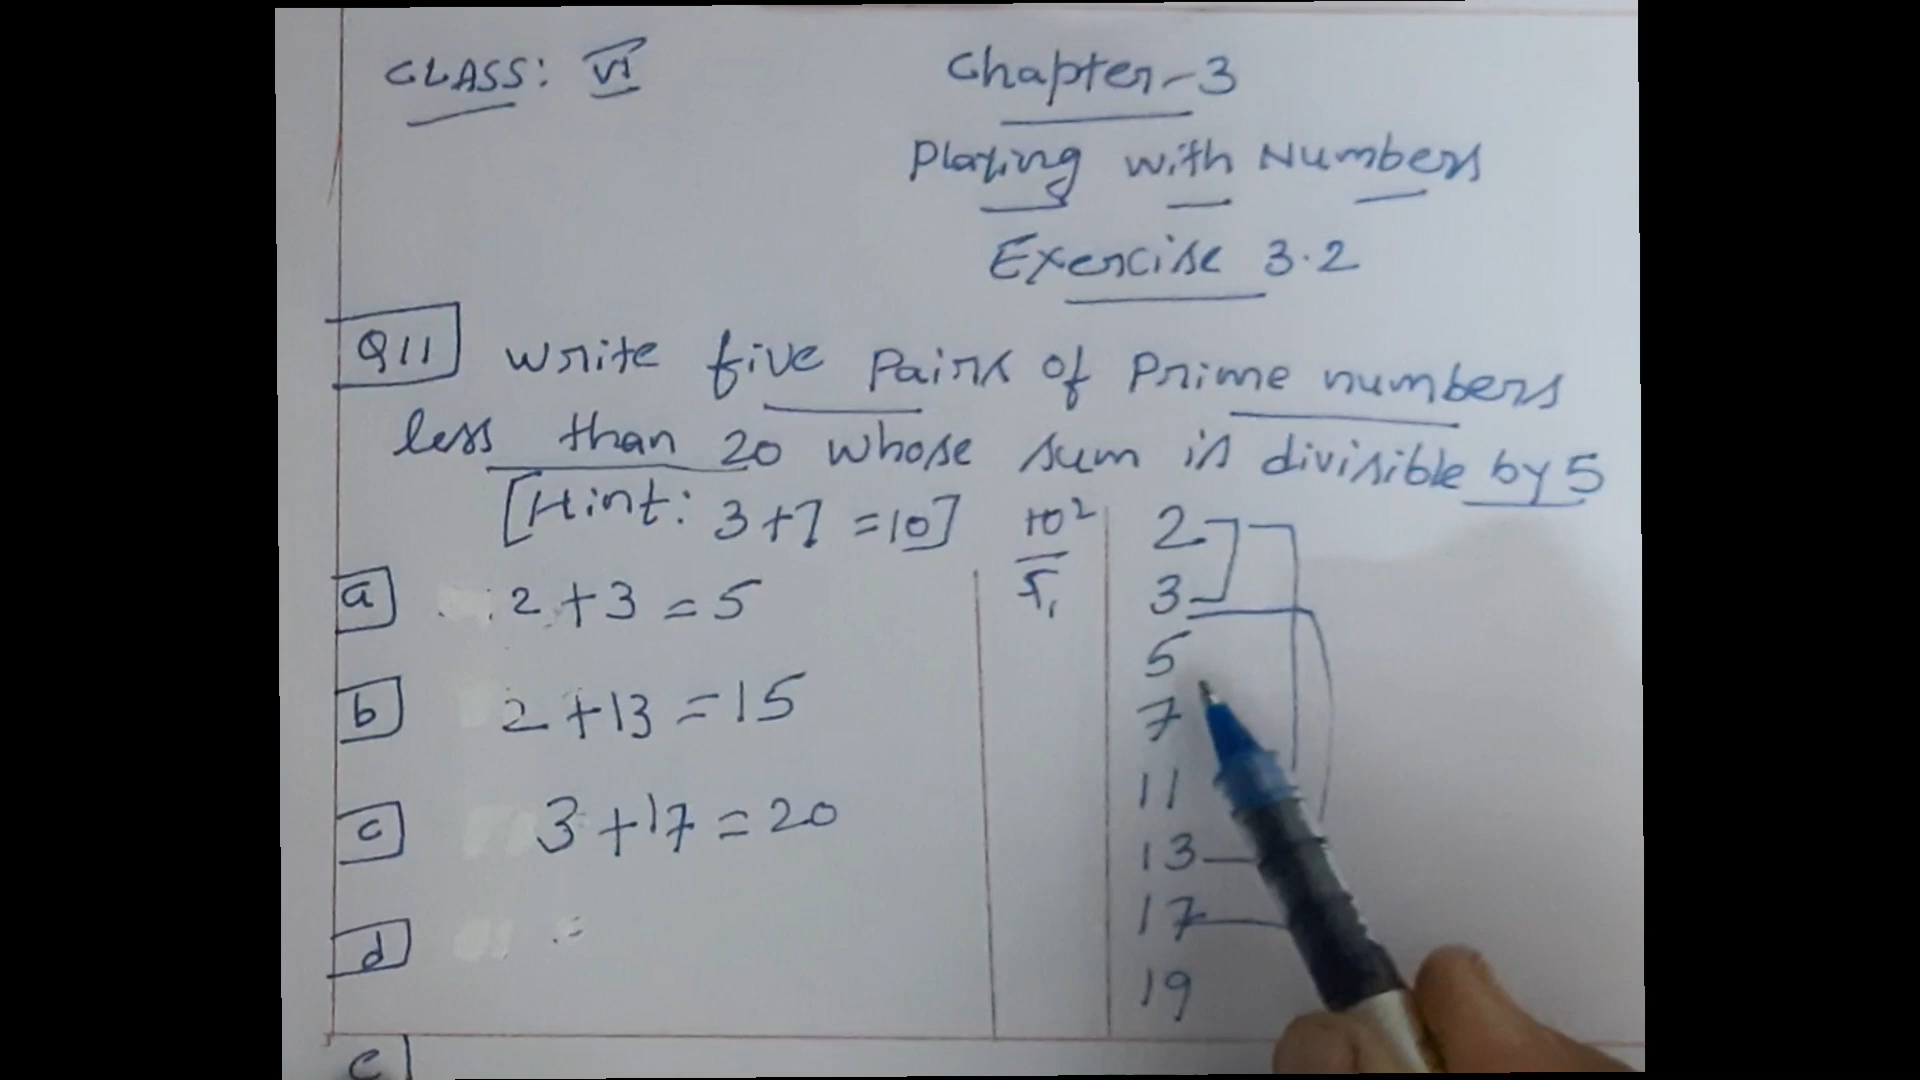 CLASS: VI
Chapter-3
Playing with Numbers
Exercise 3.2
Q11 Write five Pairs of Prime numbers
less than 20 whose sum is divisible by 5
[Hint: 3+7=10] 10² / 5₁
a 2+3=5
b 2+13=15
c 3+17=20
d =
e
2
3
5
7
11
13
17
19